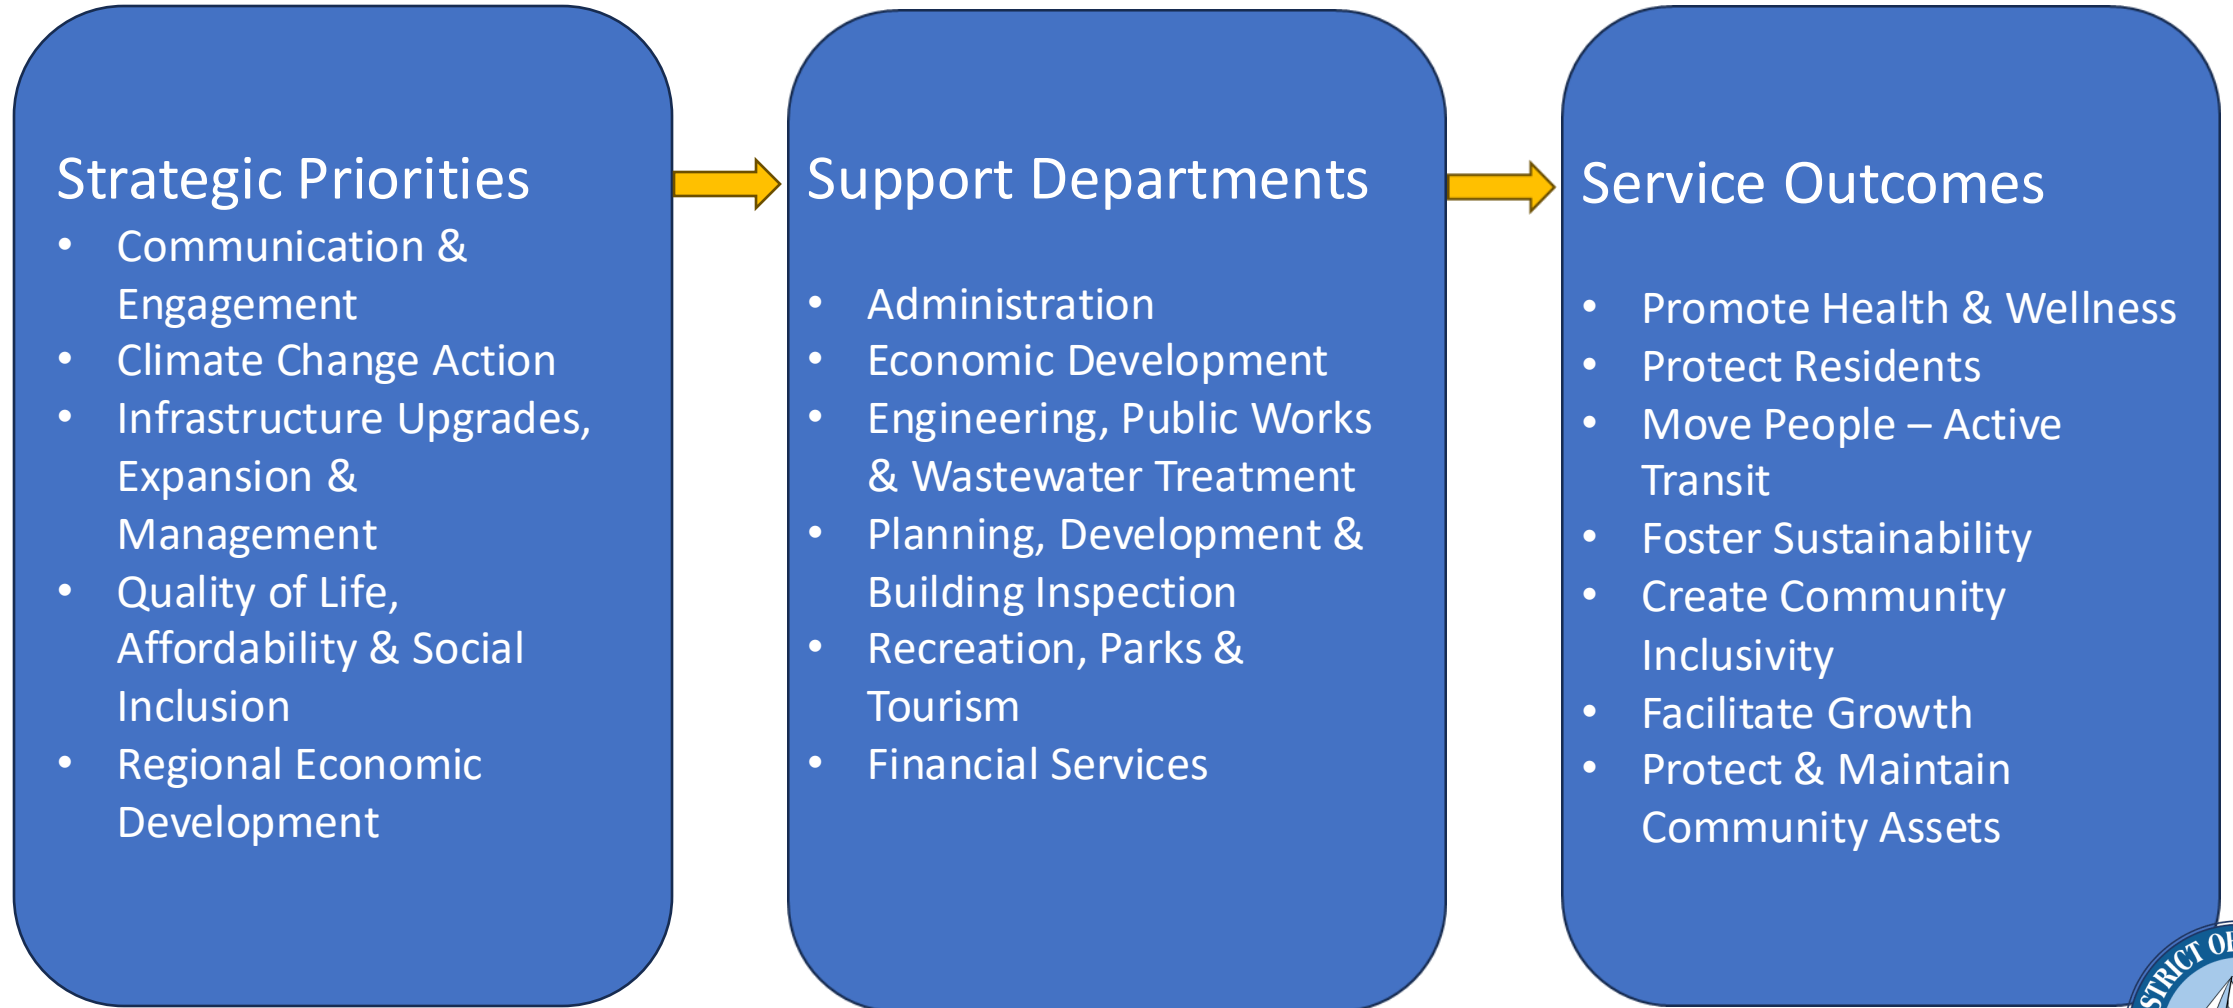 Strategic Priorities
• Communication &
Engagement
• Climate Change Action
• Infrastructure Upgrades,
Expansion &
Management
• Quality of Life,
Affordability & Social
Inclusion
• Regional Economic
Development
Support Departments
• Administration
• Economic Development
• Engineering, Public Works
& Wastewater Treatment
• Planning, Development &
Building Inspection
• Recreation, Parks &
Tourism
• Financial Services
Service Outcomes
• Promote Health & Wellness
• Protect Residents
• Move People – Active
Transit
• Foster Sustainability
• Create Community
Inclusivity
• Facilitate Growth
• Protect & Maintain
Community Assets